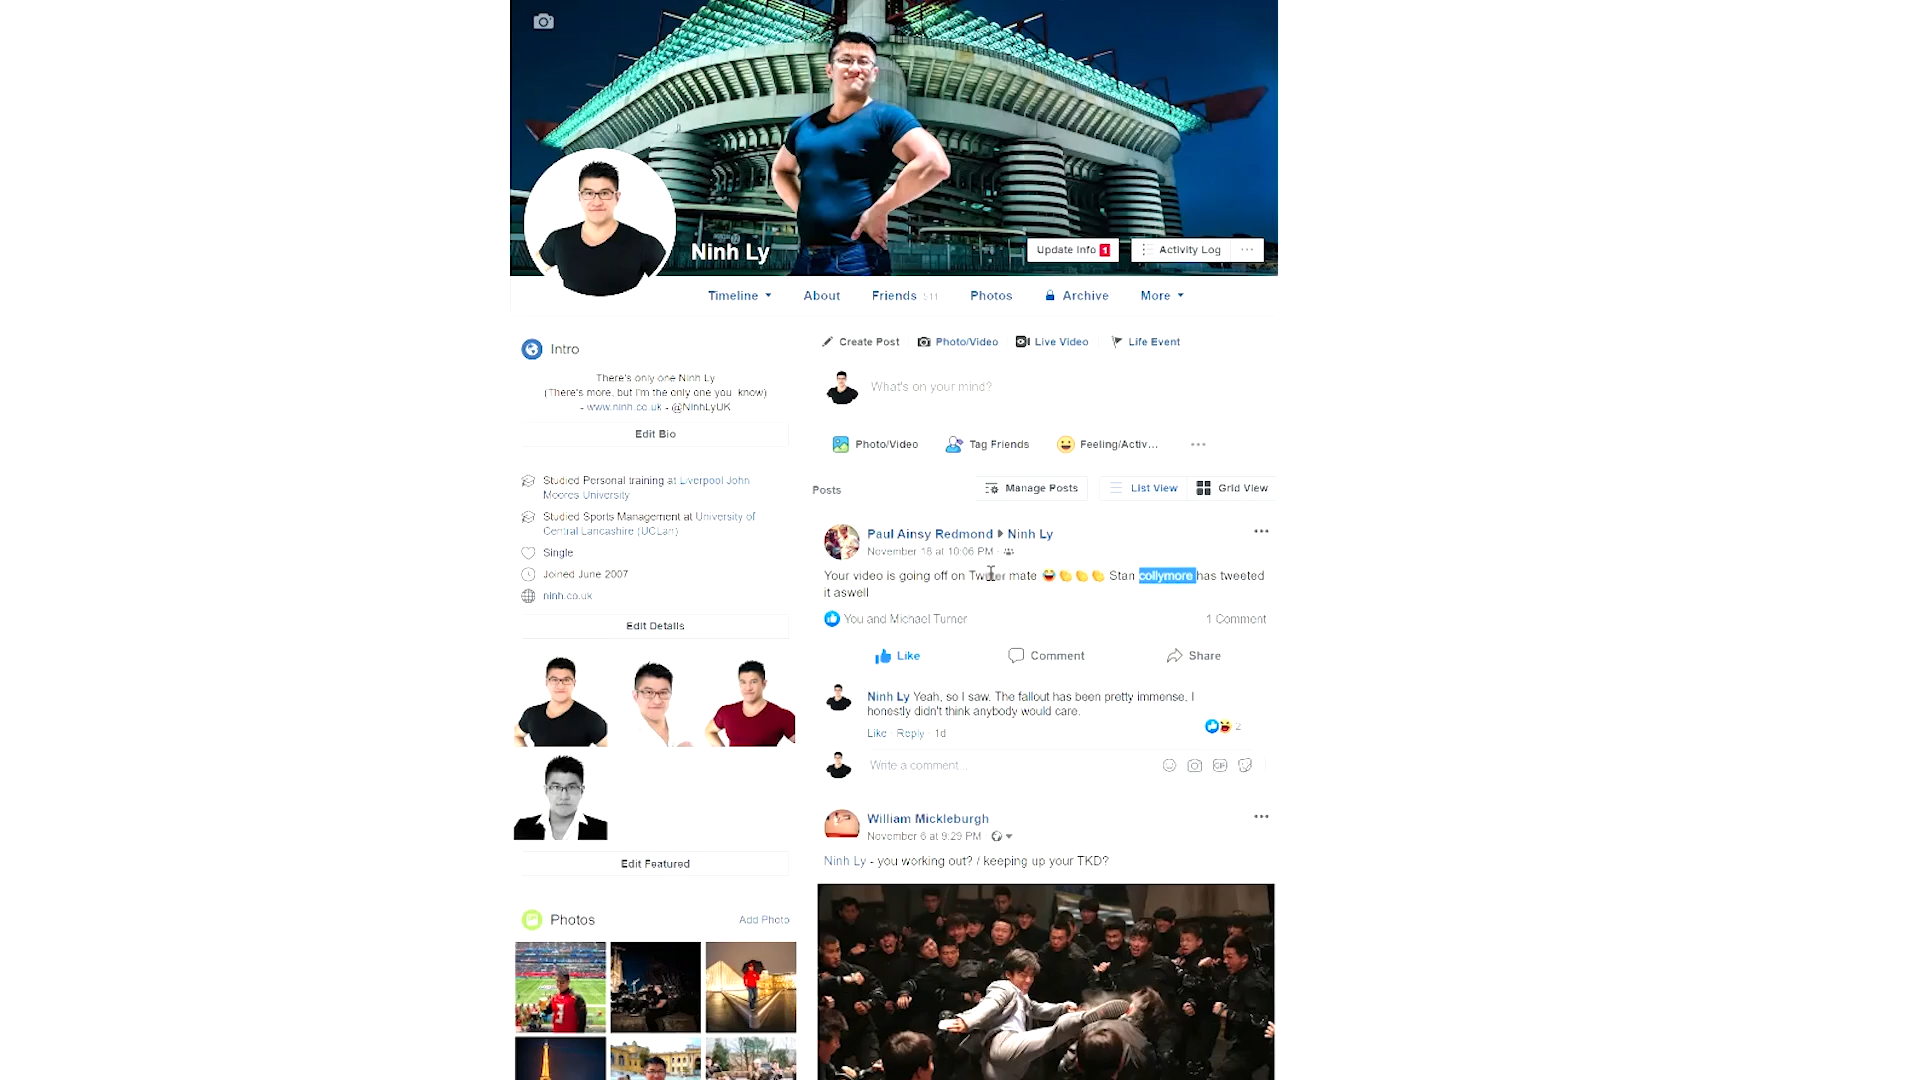 Ninh Ly
Update Info 1
Activity Log
Timeline
About
Friends 511
Photos
Archive
More
Intro
There's only one Ninh Ly
(There's more, but I'm the only one you know)
- www.ninh.co.uk - @NinhLyUK
Edit Bio
Studied Personal training at Liverpool John
Moores University
Studied Sports Management at University of
Central Lancashire (UCLan)
Single
Joined June 2007
ninh.co.uk
Edit Details
Edit Featured
Photos
Add Photo
Create Post
Photo/Video
Live Video
Life Event
What's on your mind?
Photo/Video
Tag Friends
Feeling/Activ...
Posts
Manage Posts
List View
Grid View
Paul Ainsy Redmond Ninh Ly
November 18 at 10:06 PM ·
Your video is going off on Twitter mate 😂👏👏👏 Stan collymore has tweeted
it aswell
You and Michael Turner
1 Comment
Like
Comment
Share
Ninh Ly Yeah, so I saw. The fallout has been pretty immense, I
honestly didn't think anybody would care.
2
Like · Reply · 1d
Write a comment...
GIF
William Mickleburgh
November 6 at 9:29 PM ·
Ninh Ly - you working out? / keeping up your TKD?